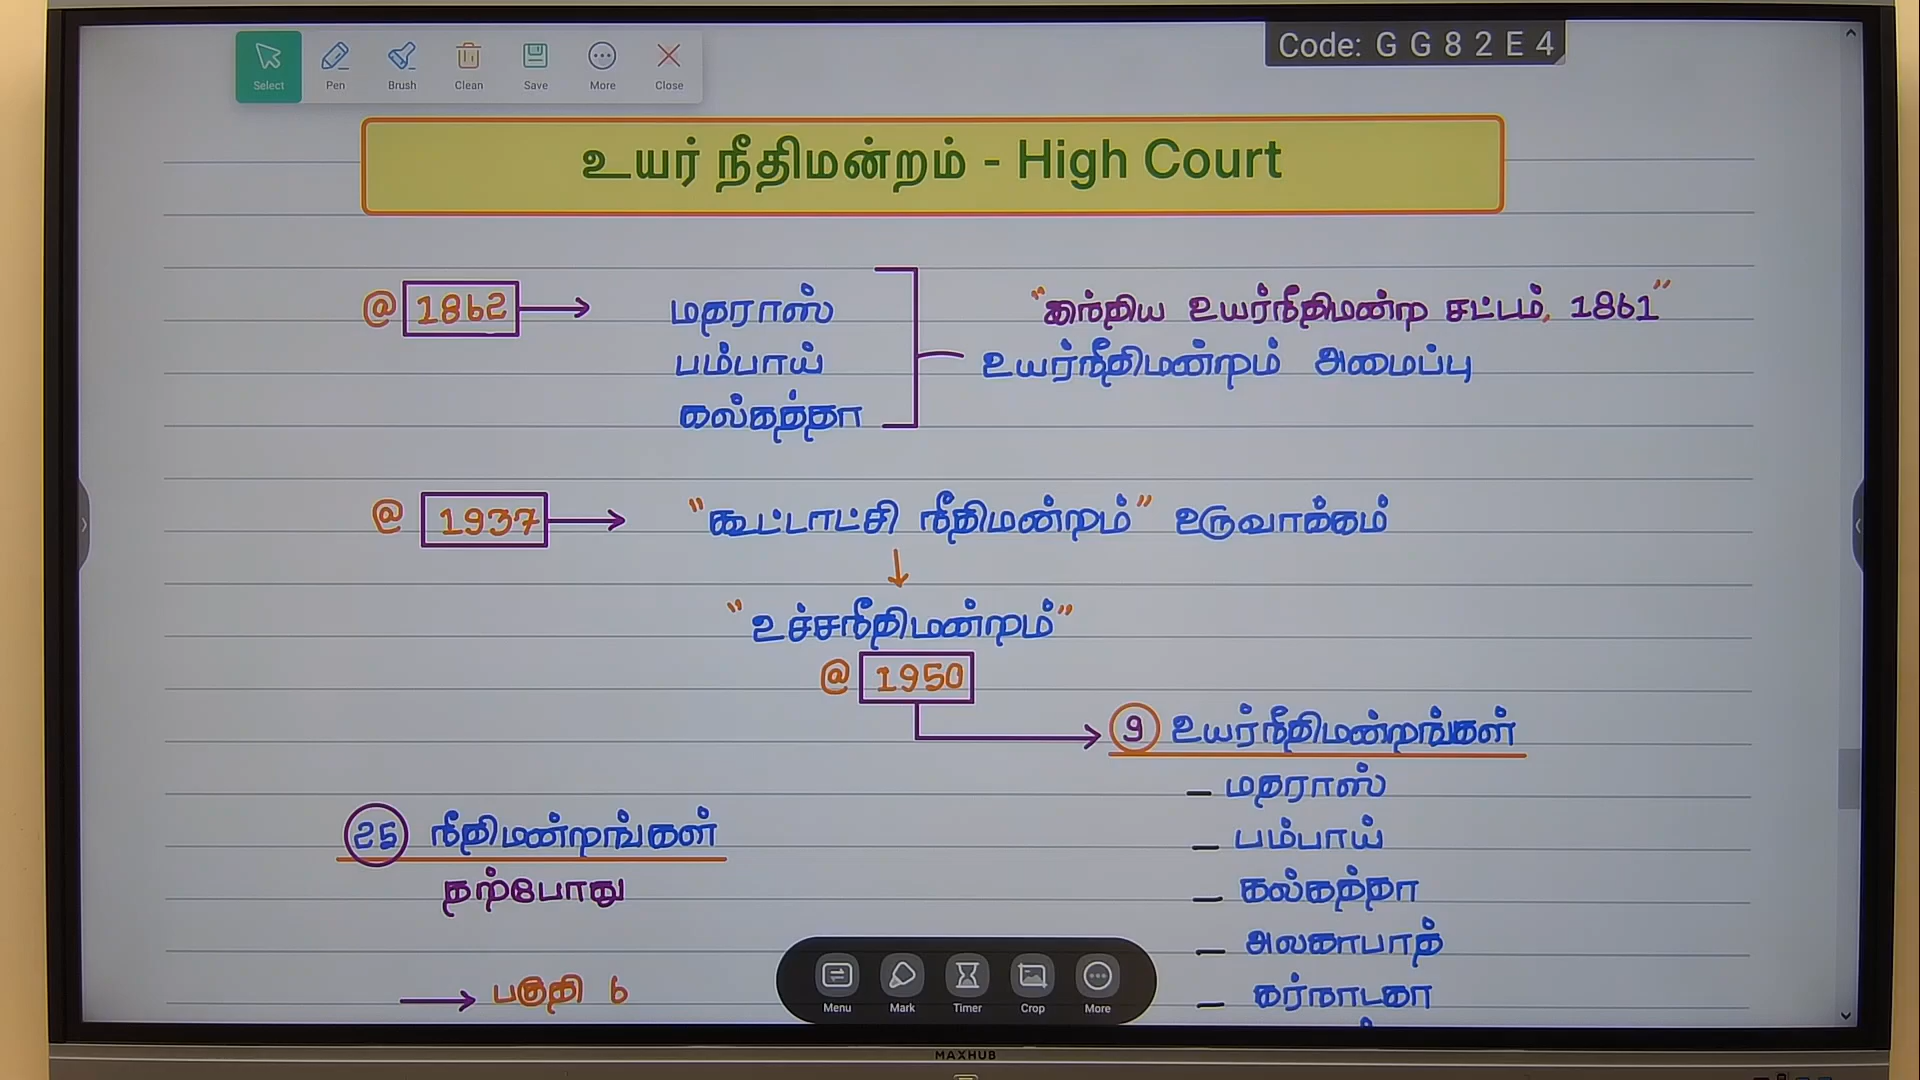 Code: G G 8 2 E 4
Select Pen Brush Clean Save More Close
உயர் நீதிமன்றம் - High Court
@ 1862 → மதராஸ்
"இந்திய உயர்நீதிமன்ற சட்டம், 1861"
பம்பாய்
உயர்நீதிமன்றம் அமைப்பு
கல்கத்தா
@ 1937 → "கூட்டாட்சி நீதிமன்றம்" உருவாக்கம்
↓
"உச்சநீதிமன்றம்"
@ 1950
→ 9 உயர்நீதிமன்றங்கள்
– மதராஸ்
– பம்பாய்
– கல்கத்தா
– அலகாபாத்
– கர்நாடகா
25 நீதிமன்றங்கள்
தற்போது
→ பகுதி 6
Menu Mark Timer Crop More
MAXHUB